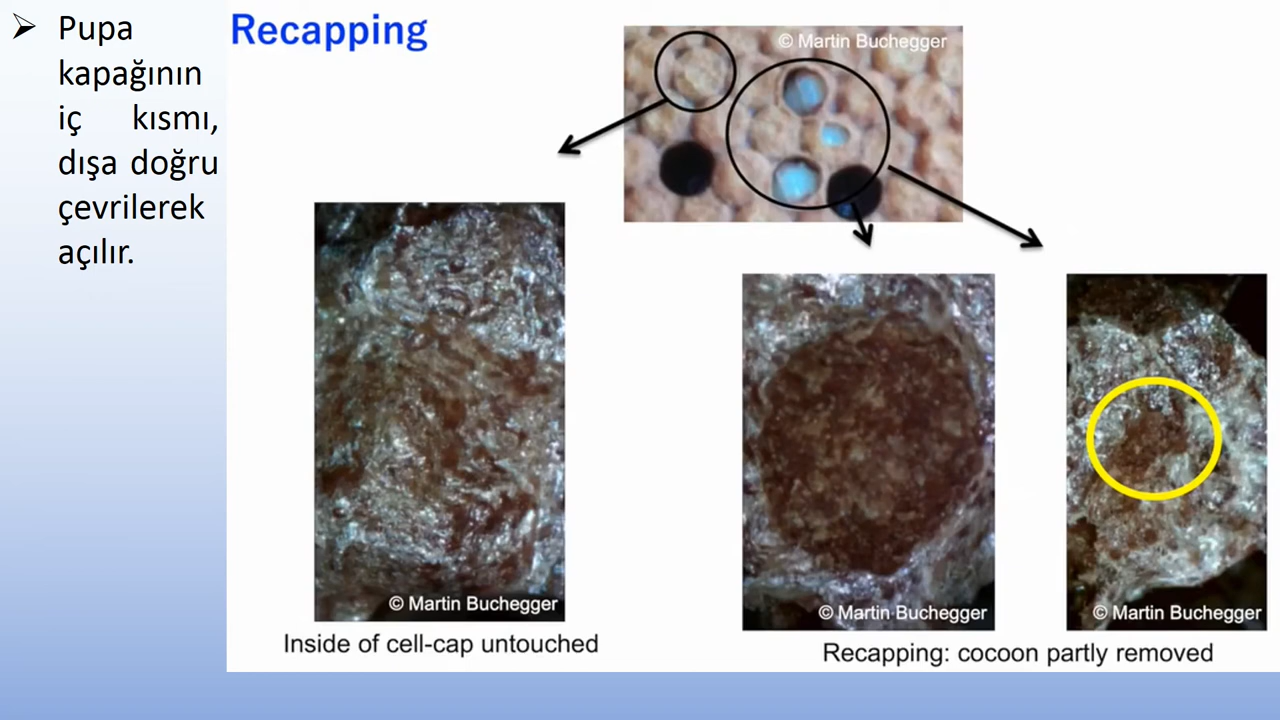 ➢ Pupa
kapağının
iç kısmı,
dışa doğru
çevrilerek
açılır.
Recapping
© Martin Buchegger
© Martin Buchegger
Inside of cell-cap untouched
© Martin Buchegger
© Martin Buchegger
Recapping: cocoon partly removed